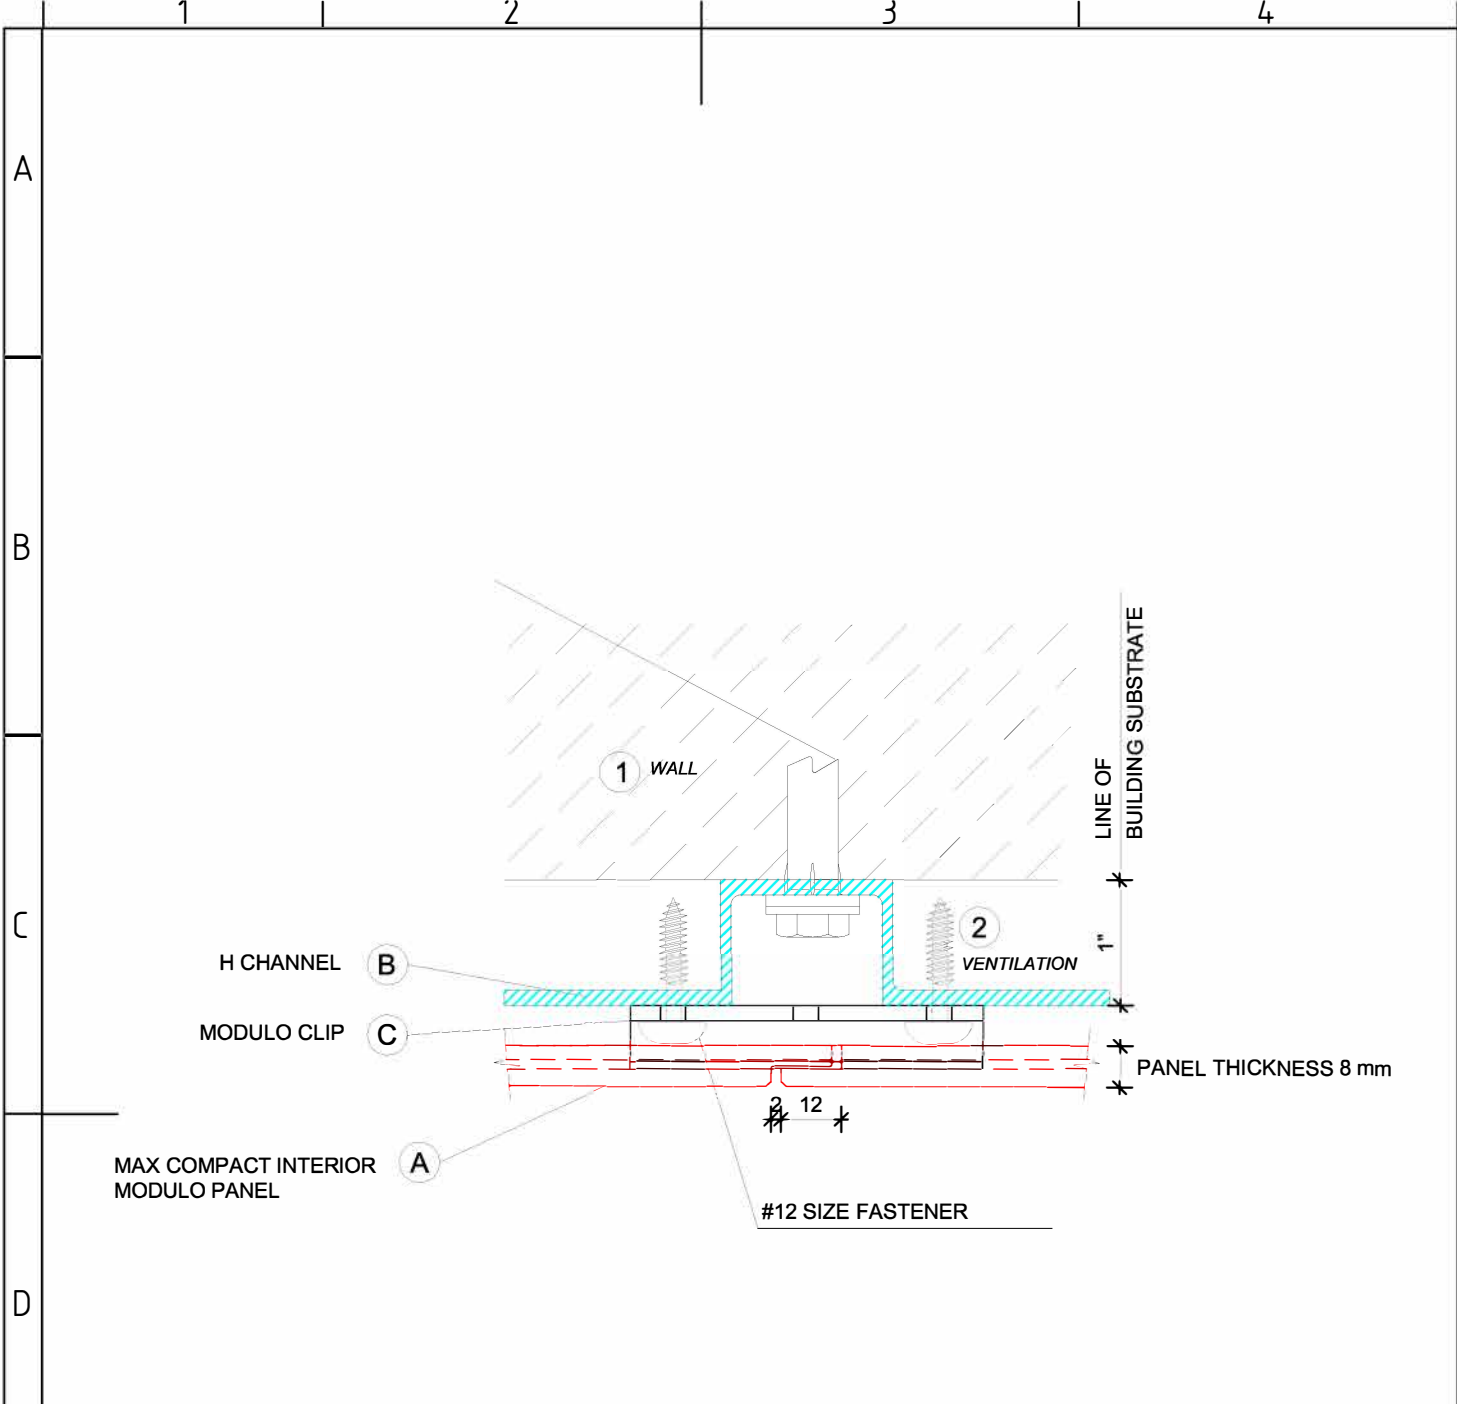 1 2 3 4
A
B
C
D
LINE OF
BUILDING SUBSTRATE
1 WALL
2
VENTILATION
1"
H CHANNEL B
MODULO CLIP C
PANEL THICKNESS 8 mm
2 12
MAX COMPACT INTERIOR
MODULO PANEL
A
#12 SIZE FASTENER